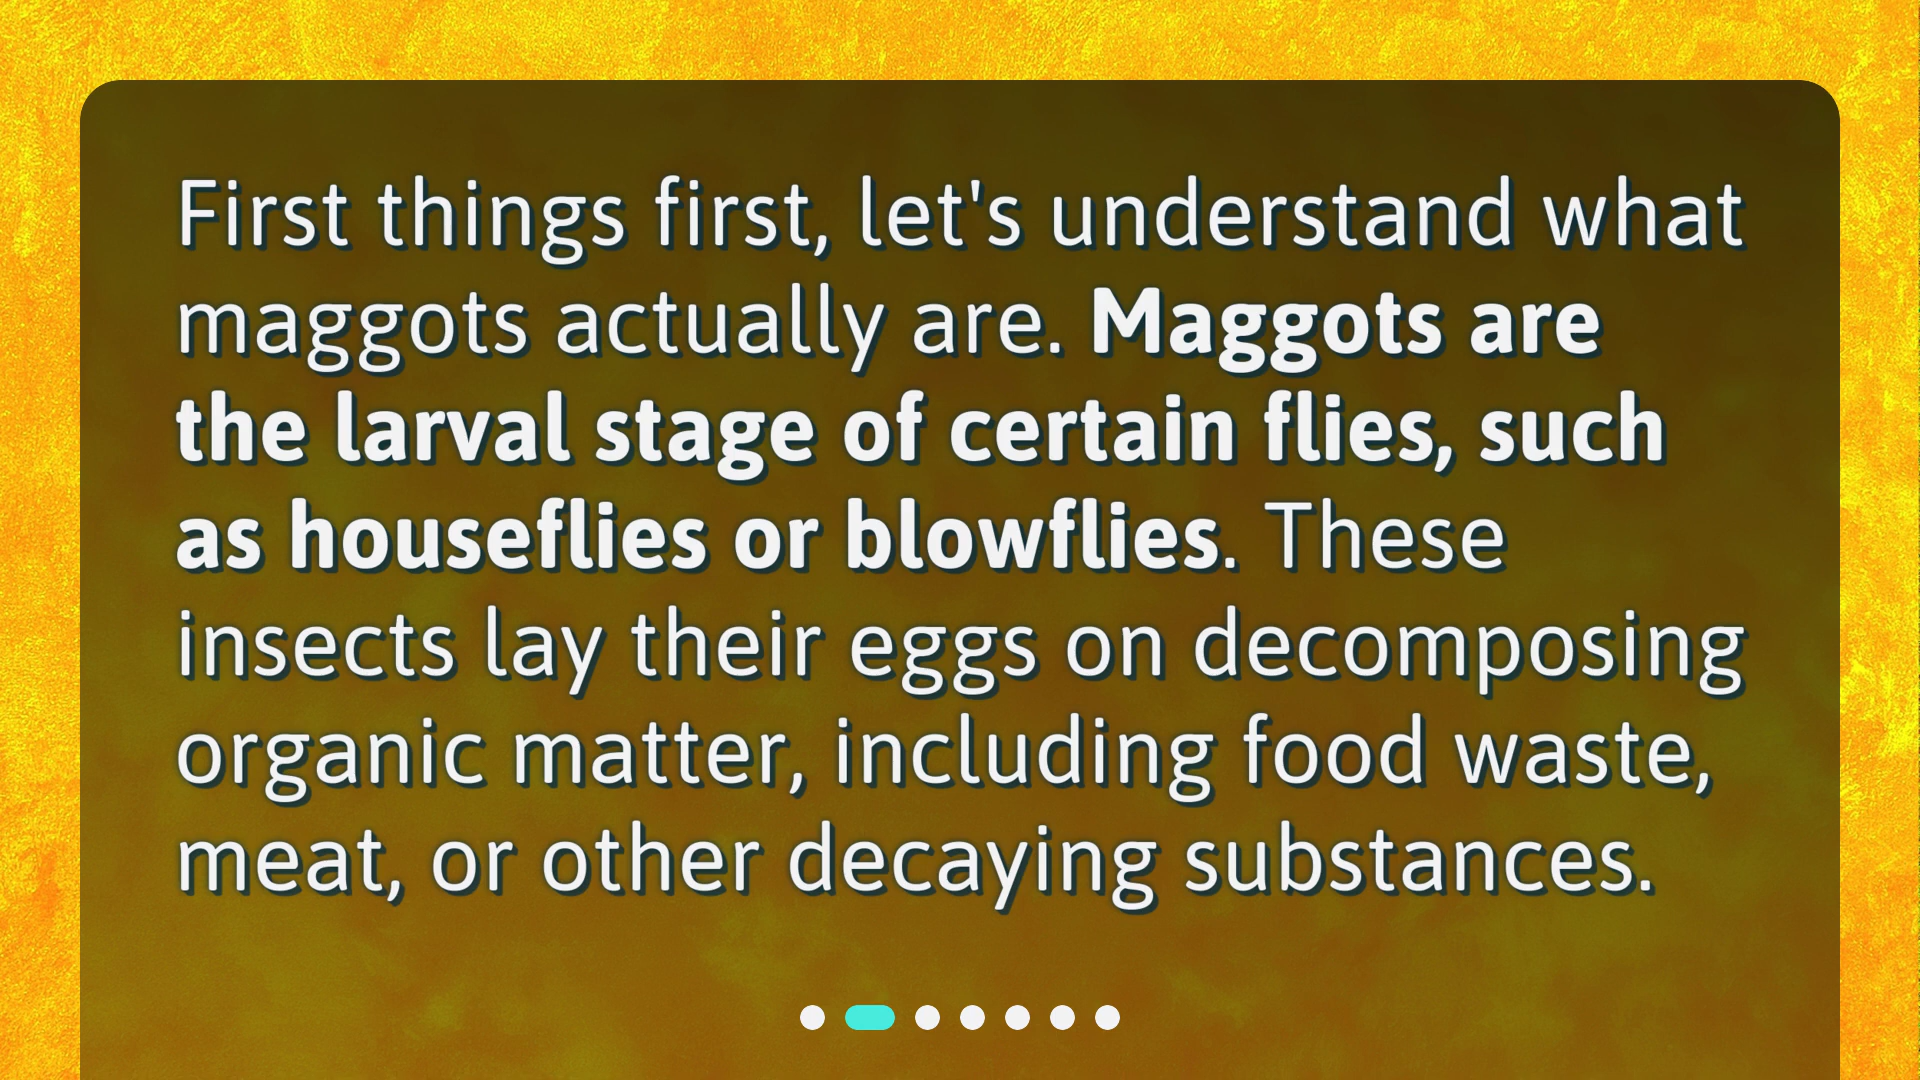 First things first, let's understand what
maggots actually are. Maggots are
the larval stage of certain flies, such
as houseflies or blowflies. These
insects lay their eggs on decomposing
organic matter, including food waste,
meat, or other decaying substances.